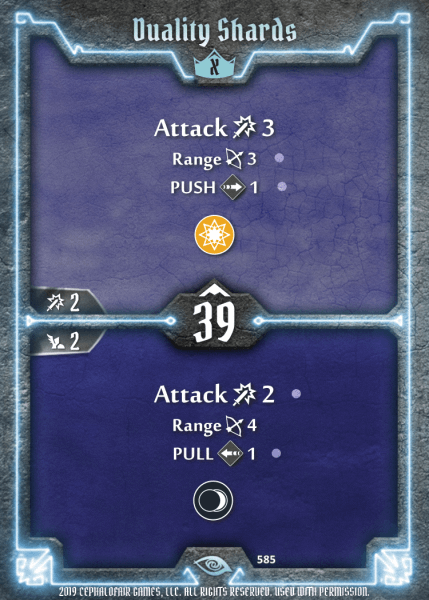 Duality Shards
א
Attack 3
Range 3
PUSH 1
2
39
2
Attack 2
Range 4
PULL 1
585
2019 CEPHALOFAIR GAMES, LLC. ALL RIGHTS RESERVED. USED WITH PERMISSION.